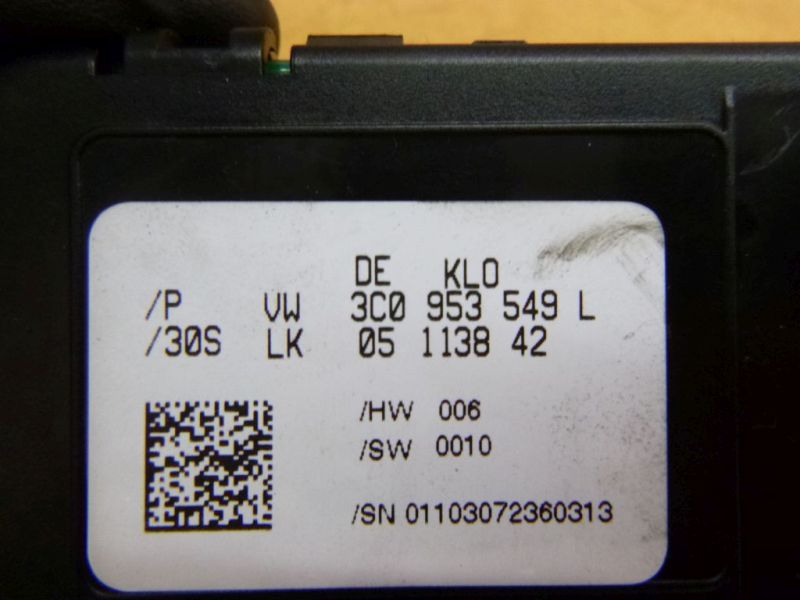 DE KLO
/P VW 3C0 953 549 L
/30S LK 05 1138 42
/HW 006
/SW 0010
/SN 01103072360313